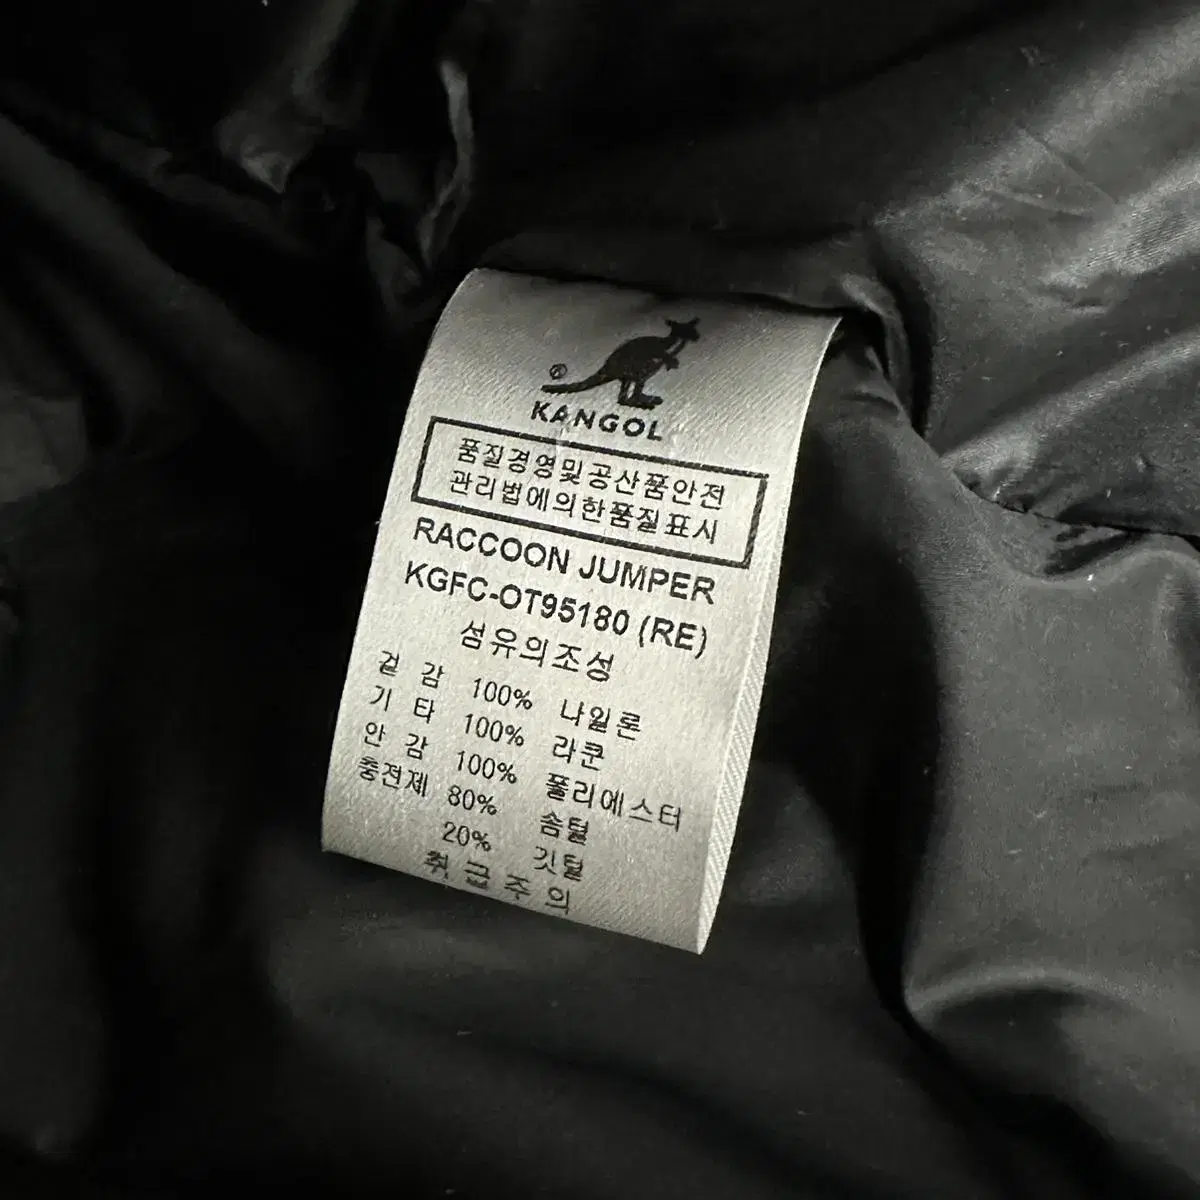 ®
KANGOL
품질경영및공산품안전
관리법에의한품질표시
RACCOON JUMPER
KGFC-OT95180 (RE)
섬유의조성
겉 감 100% 나일론
기 타 100% 라쿤
안 감 100% 폴리에스터
충전제 80% 솜털
20% 깃털
취급주의